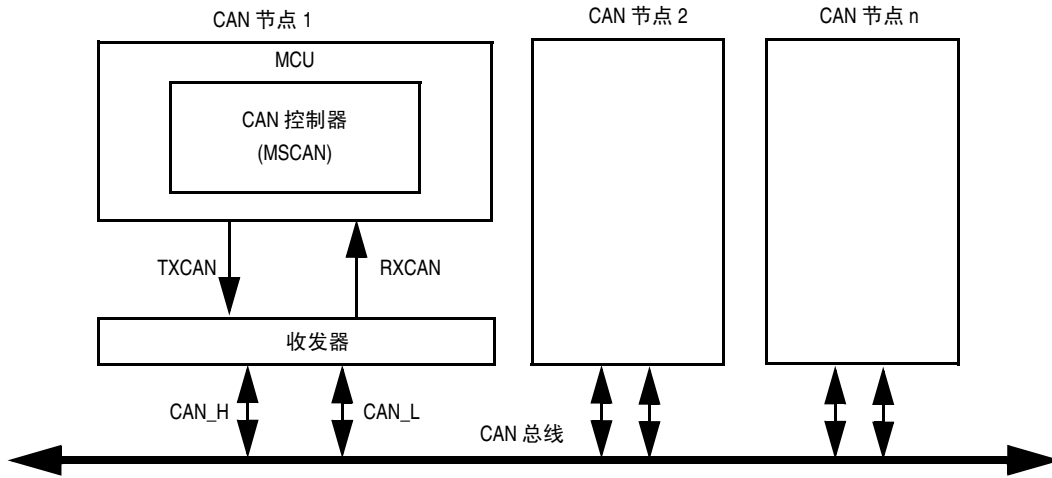 CAN 节点 1
CAN 节点 2
CAN 节点 n
MCU
CAN 控制器
(MSCAN)
TXCAN
RXCAN
收发器
CAN_H
CAN_L
CAN 总线